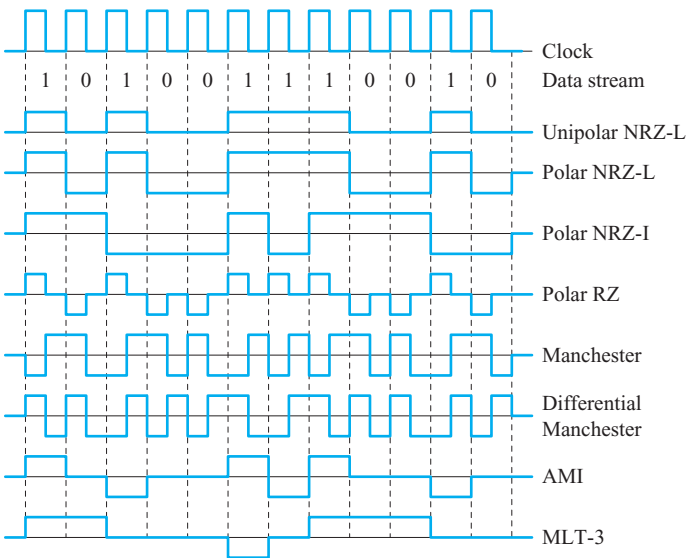 Clock
1 0 1 0 0 1 1 1 0 0 1 0 Data stream
Unipolar NRZ-L
Polar NRZ-L
Polar NRZ-I
Polar RZ
Manchester
Differential
Manchester
AMI
MLT-3